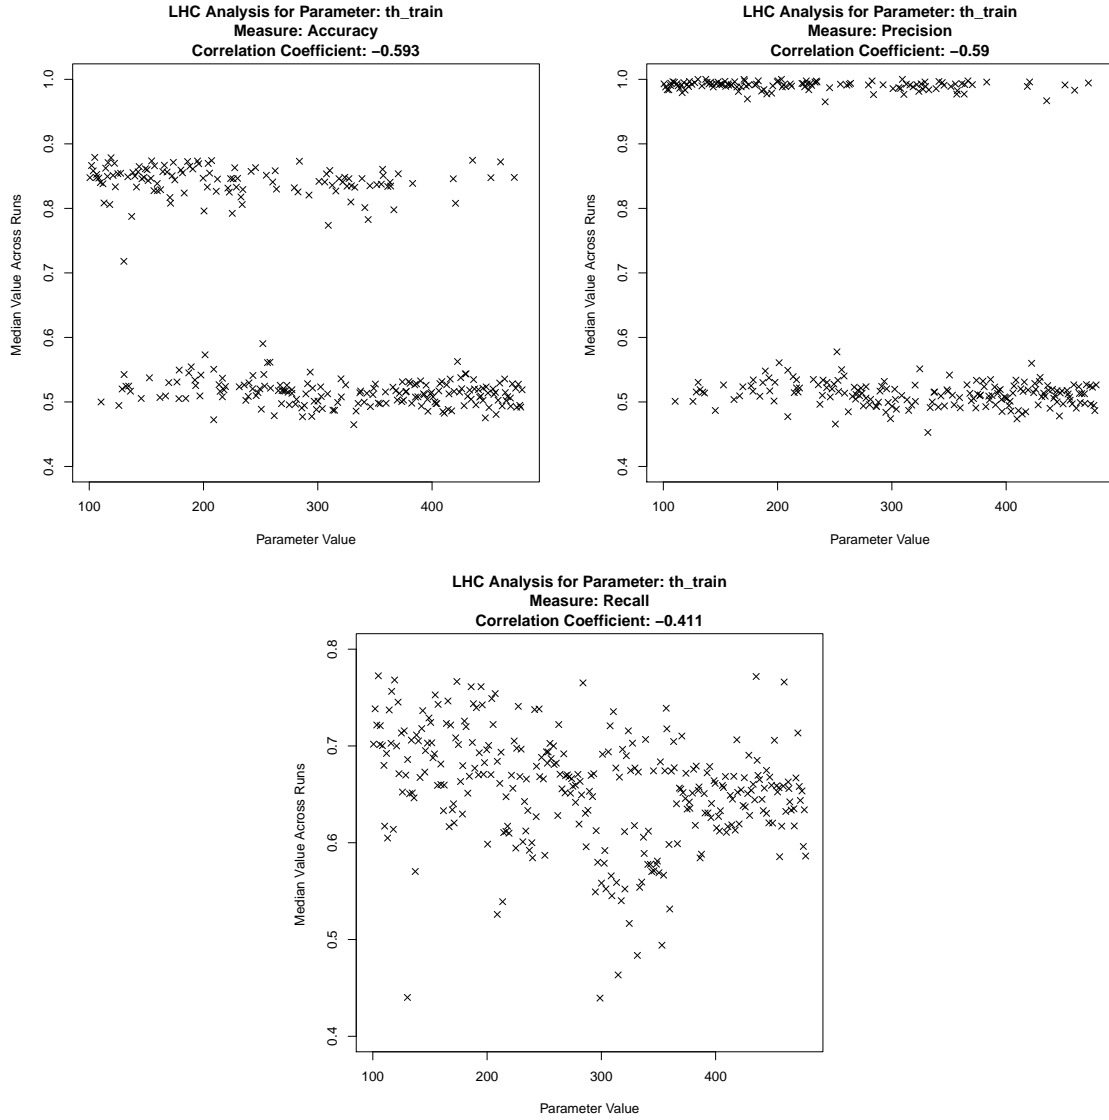 LHC Analysis for Parameter: th_train
Measure: Accuracy
Correlation Coefficient: −0.593
Median Value Across Runs
1.0
0.9
0.8
0.7
0.6
0.5
0.4
100 200 300 400
Parameter Value
LHC Analysis for Parameter: th_train
Measure: Precision
Correlation Coefficient: −0.59
Median Value Across Runs
1.0
0.9
0.8
0.7
0.6
0.5
0.4
100 200 300 400
Parameter Value
LHC Analysis for Parameter: th_train
Measure: Recall
Correlation Coefficient: −0.411
Median Value Across Runs
0.8
0.7
0.6
0.5
0.4
100 200 300 400
Parameter Value